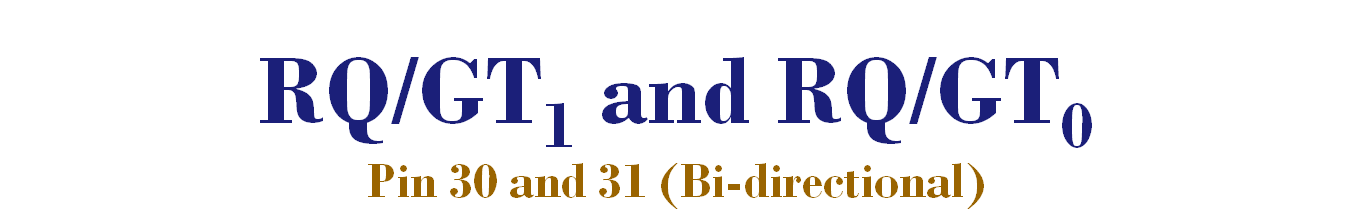 RQ/GT₁ and RQ/GT₀
Pin 30 and 31 (Bi-directional)